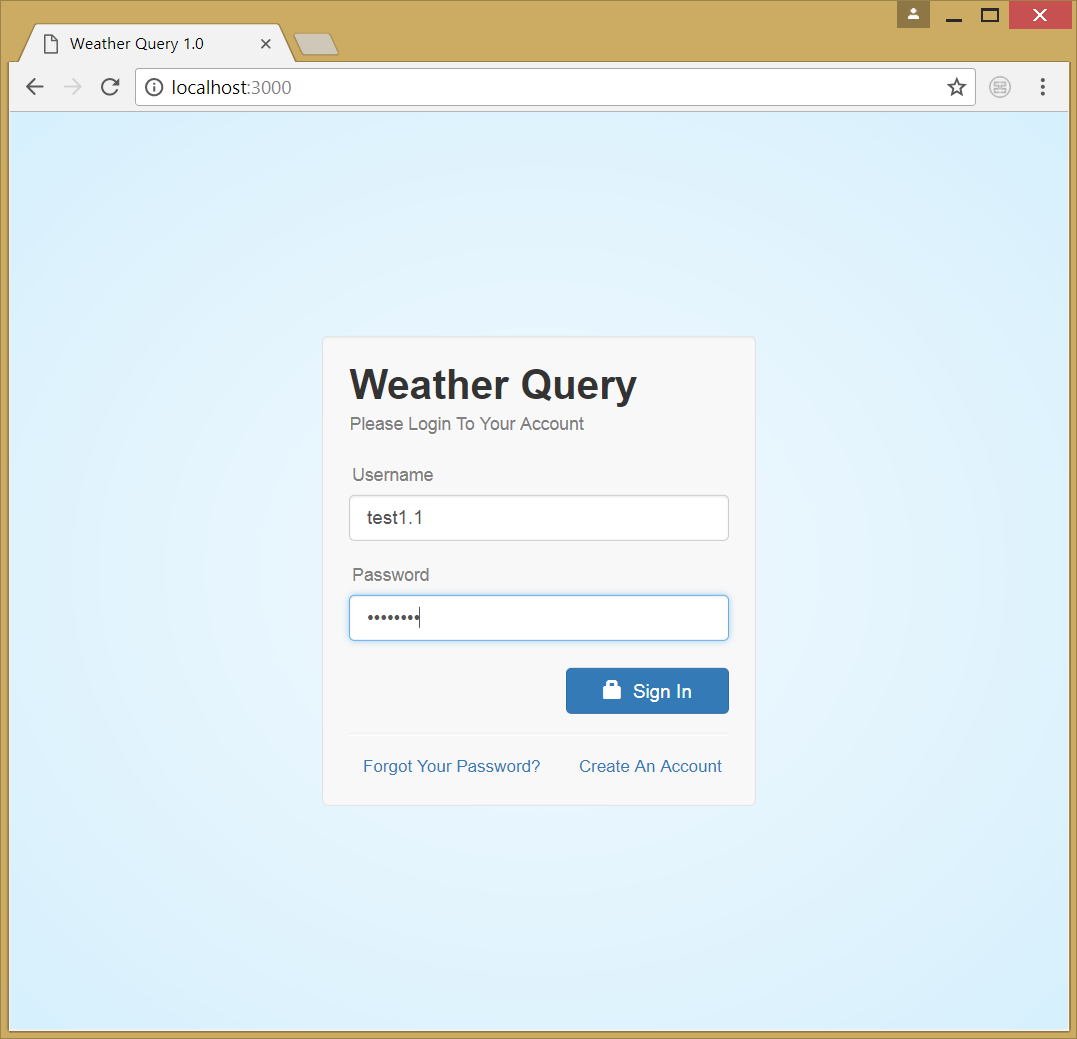 Weather Query 1.0
localhost:3000
Weather Query
Please Login To Your Account
Username
test1.1
Password
••••••••
Sign In
Forgot Your Password? Create An Account